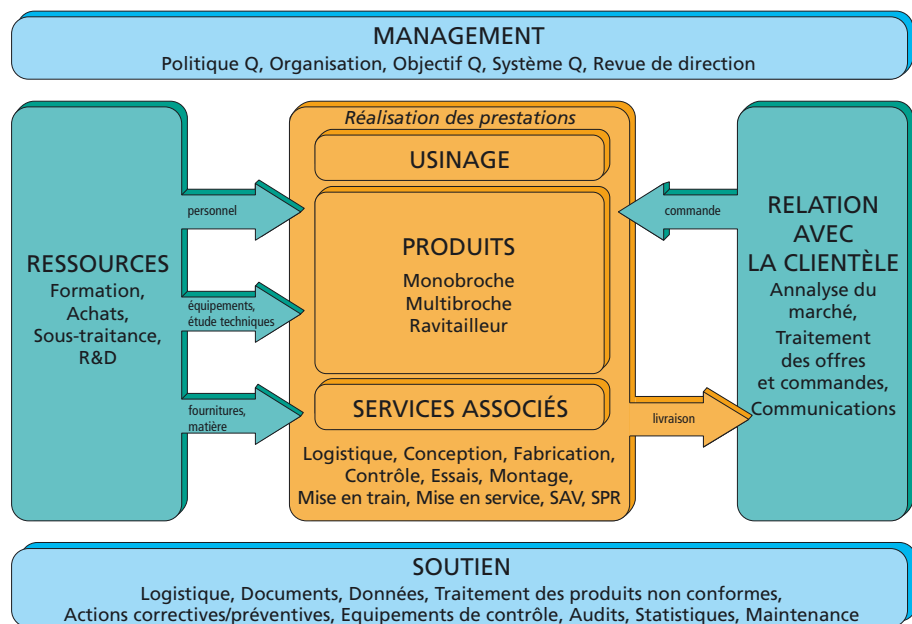 MANAGEMENT
Politique Q, Organisation, Objectif Q, Système Q, Revue de direction
RESSOURCES
Formation,
Achats,
Sous-traitance,
R&D
personnel
équipements,
étude techniques
fournitures,
matière
Réalisation des prestations
USINAGE
PRODUITS
Monobroche
Multibroche
Ravitailleur
SERVICES ASSOCIÉS
Logistique, Conception, Fabrication,
Contrôle, Essais, Montage,
Mise en train, Mise en service, SAV, SPR
commande
livraison
RELATION
AVEC
LA CLIENTÈLE
Annalyse du
marché,
Traitement
des offres
et commandes,
Communications
SOUTIEN
Logistique, Documents, Données, Traitement des produits non conformes,
Actions correctives/préventives, Equipements de contrôle, Audits, Statistiques, Maintenance